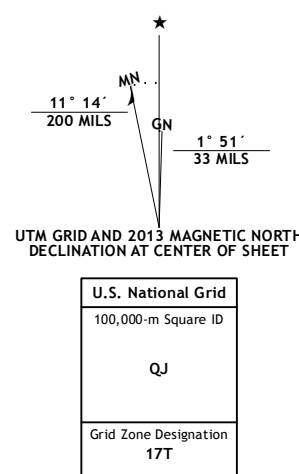 ★
MN
11° 14´
200 MILS
GN
1° 51´
33 MILS
UTM GRID AND 2013 MAGNETIC NORTH
DECLINATION AT CENTER OF SHEET
U.S. National Grid
100,000-m Square ID
QJ
Grid Zone Designation
17T